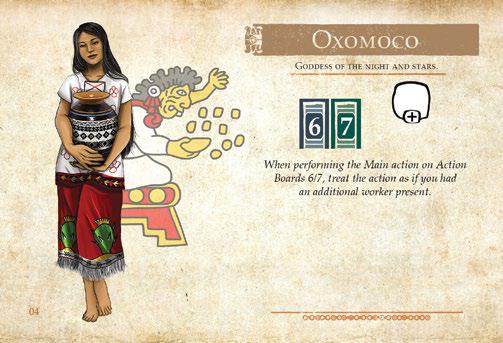 Oxomoco
Goddess of the night and stars.
6 7
+
When performing the Main action on Action
Boards 6/7, treat the action as if you had
an additional worker present.
04